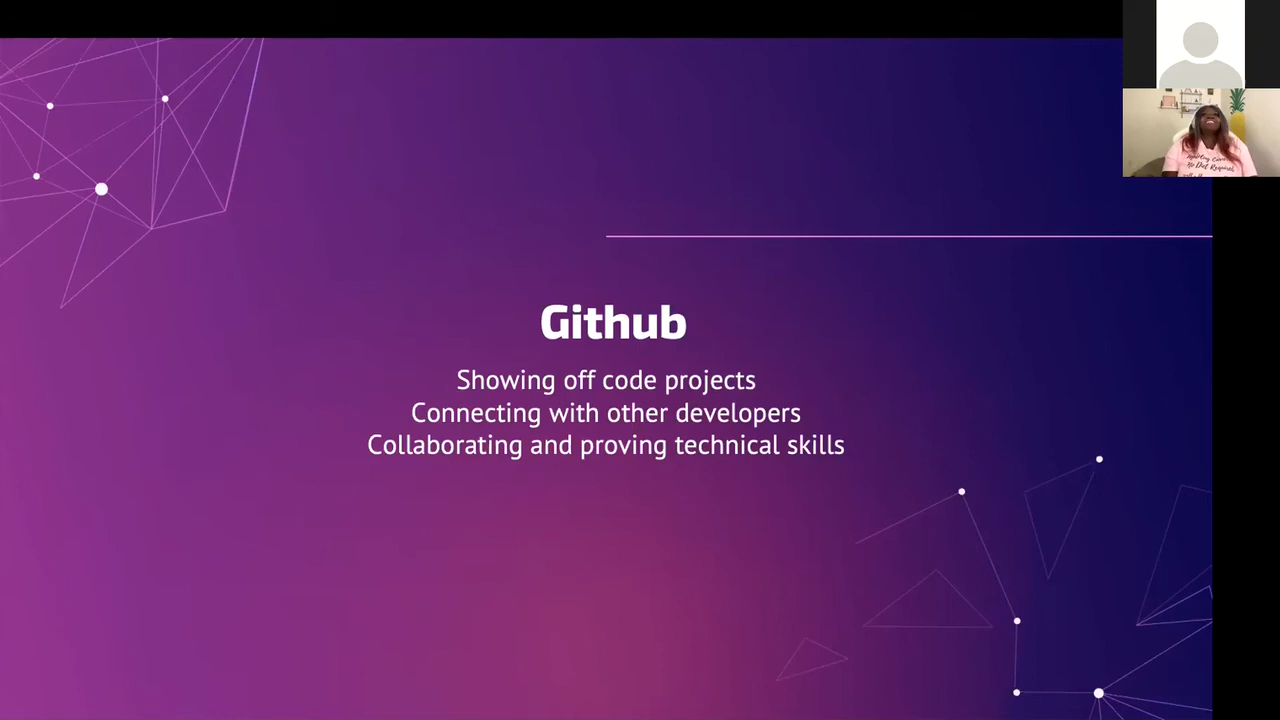 Github
Showing off code projects
Connecting with other developers
Collaborating and proving technical skills